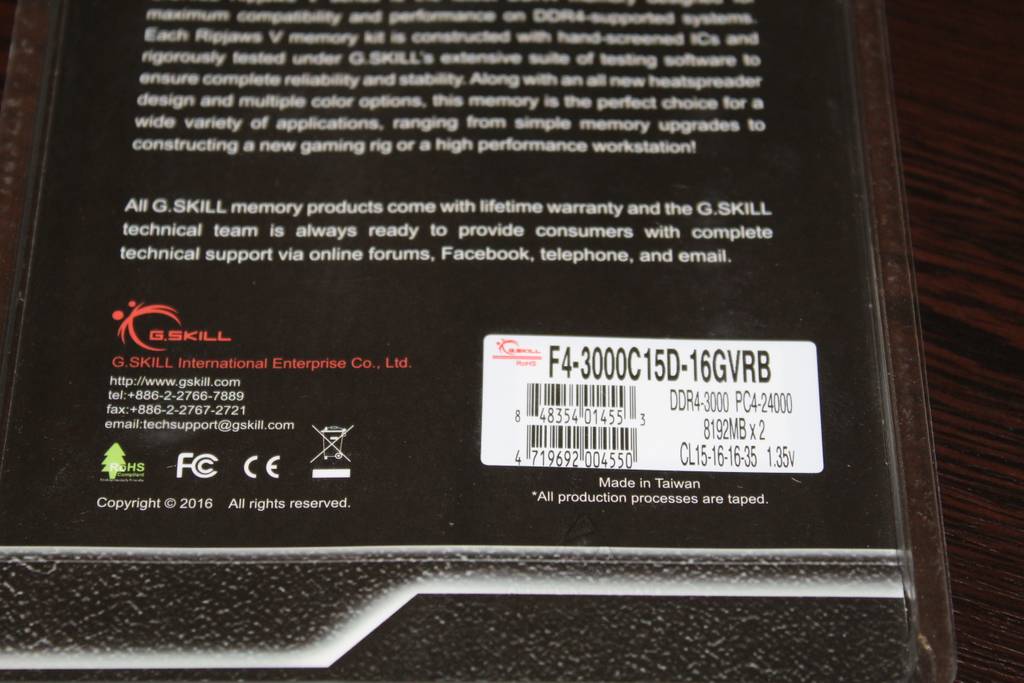 maximum compatibility and performance on DDR4-supported systems.
Each Ripjaws V memory kit is constructed with hand-screened ICs and
rigorously tested under G.SKILL's extensive suite of testing software to
ensure complete reliability and stability. Along with an all new heatspreader
design and multiple color options, this memory is the perfect choice for a
wide variety of applications, ranging from simple memory upgrades to
constructing a new gaming rig or a high performance workstation!
All G.SKILL memory products come with lifetime warranty and the G.SKILL
technical team is always ready to provide consumers with complete
technical support via online forums, Facebook, telephone, and email.
G.SKILL
G.SKILL International Enterprise Co., Ltd.
http://www.gskill.com
tel:+886-2-2766-7889
fax:+886-2-2767-2721
email:techsupport@gskill.com
RoHS
Compliant
FC CE
Copyright © 2016 All rights reserved.
G.SKILL
RoHS
F4-3000C15D-16GVRB
DDR4-3000 PC4-24000
8192MB x 2
CL15-16-16-35 1.35v
8 48354 01455 3
4 719692 004550
Made in Taiwan
*All production processes are taped.